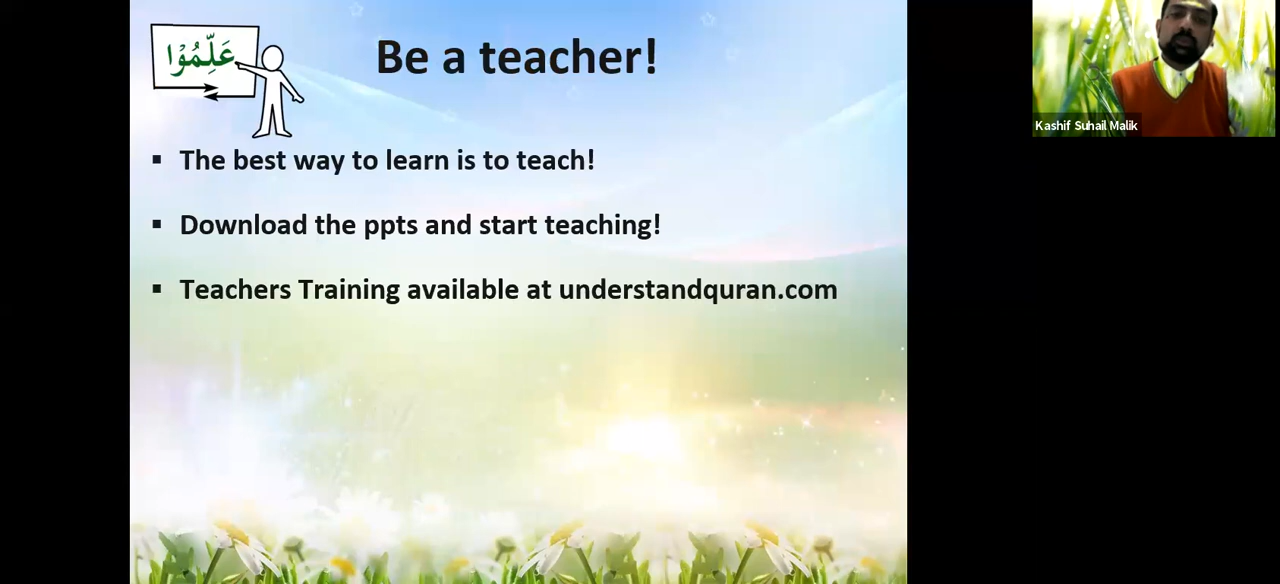 عَلِّمُوْا
Be a teacher!
▪ The best way to learn is to teach!
▪ Download the ppts and start teaching!
▪ Teachers Training available at understandquran.com
Kashif Suhail Malik